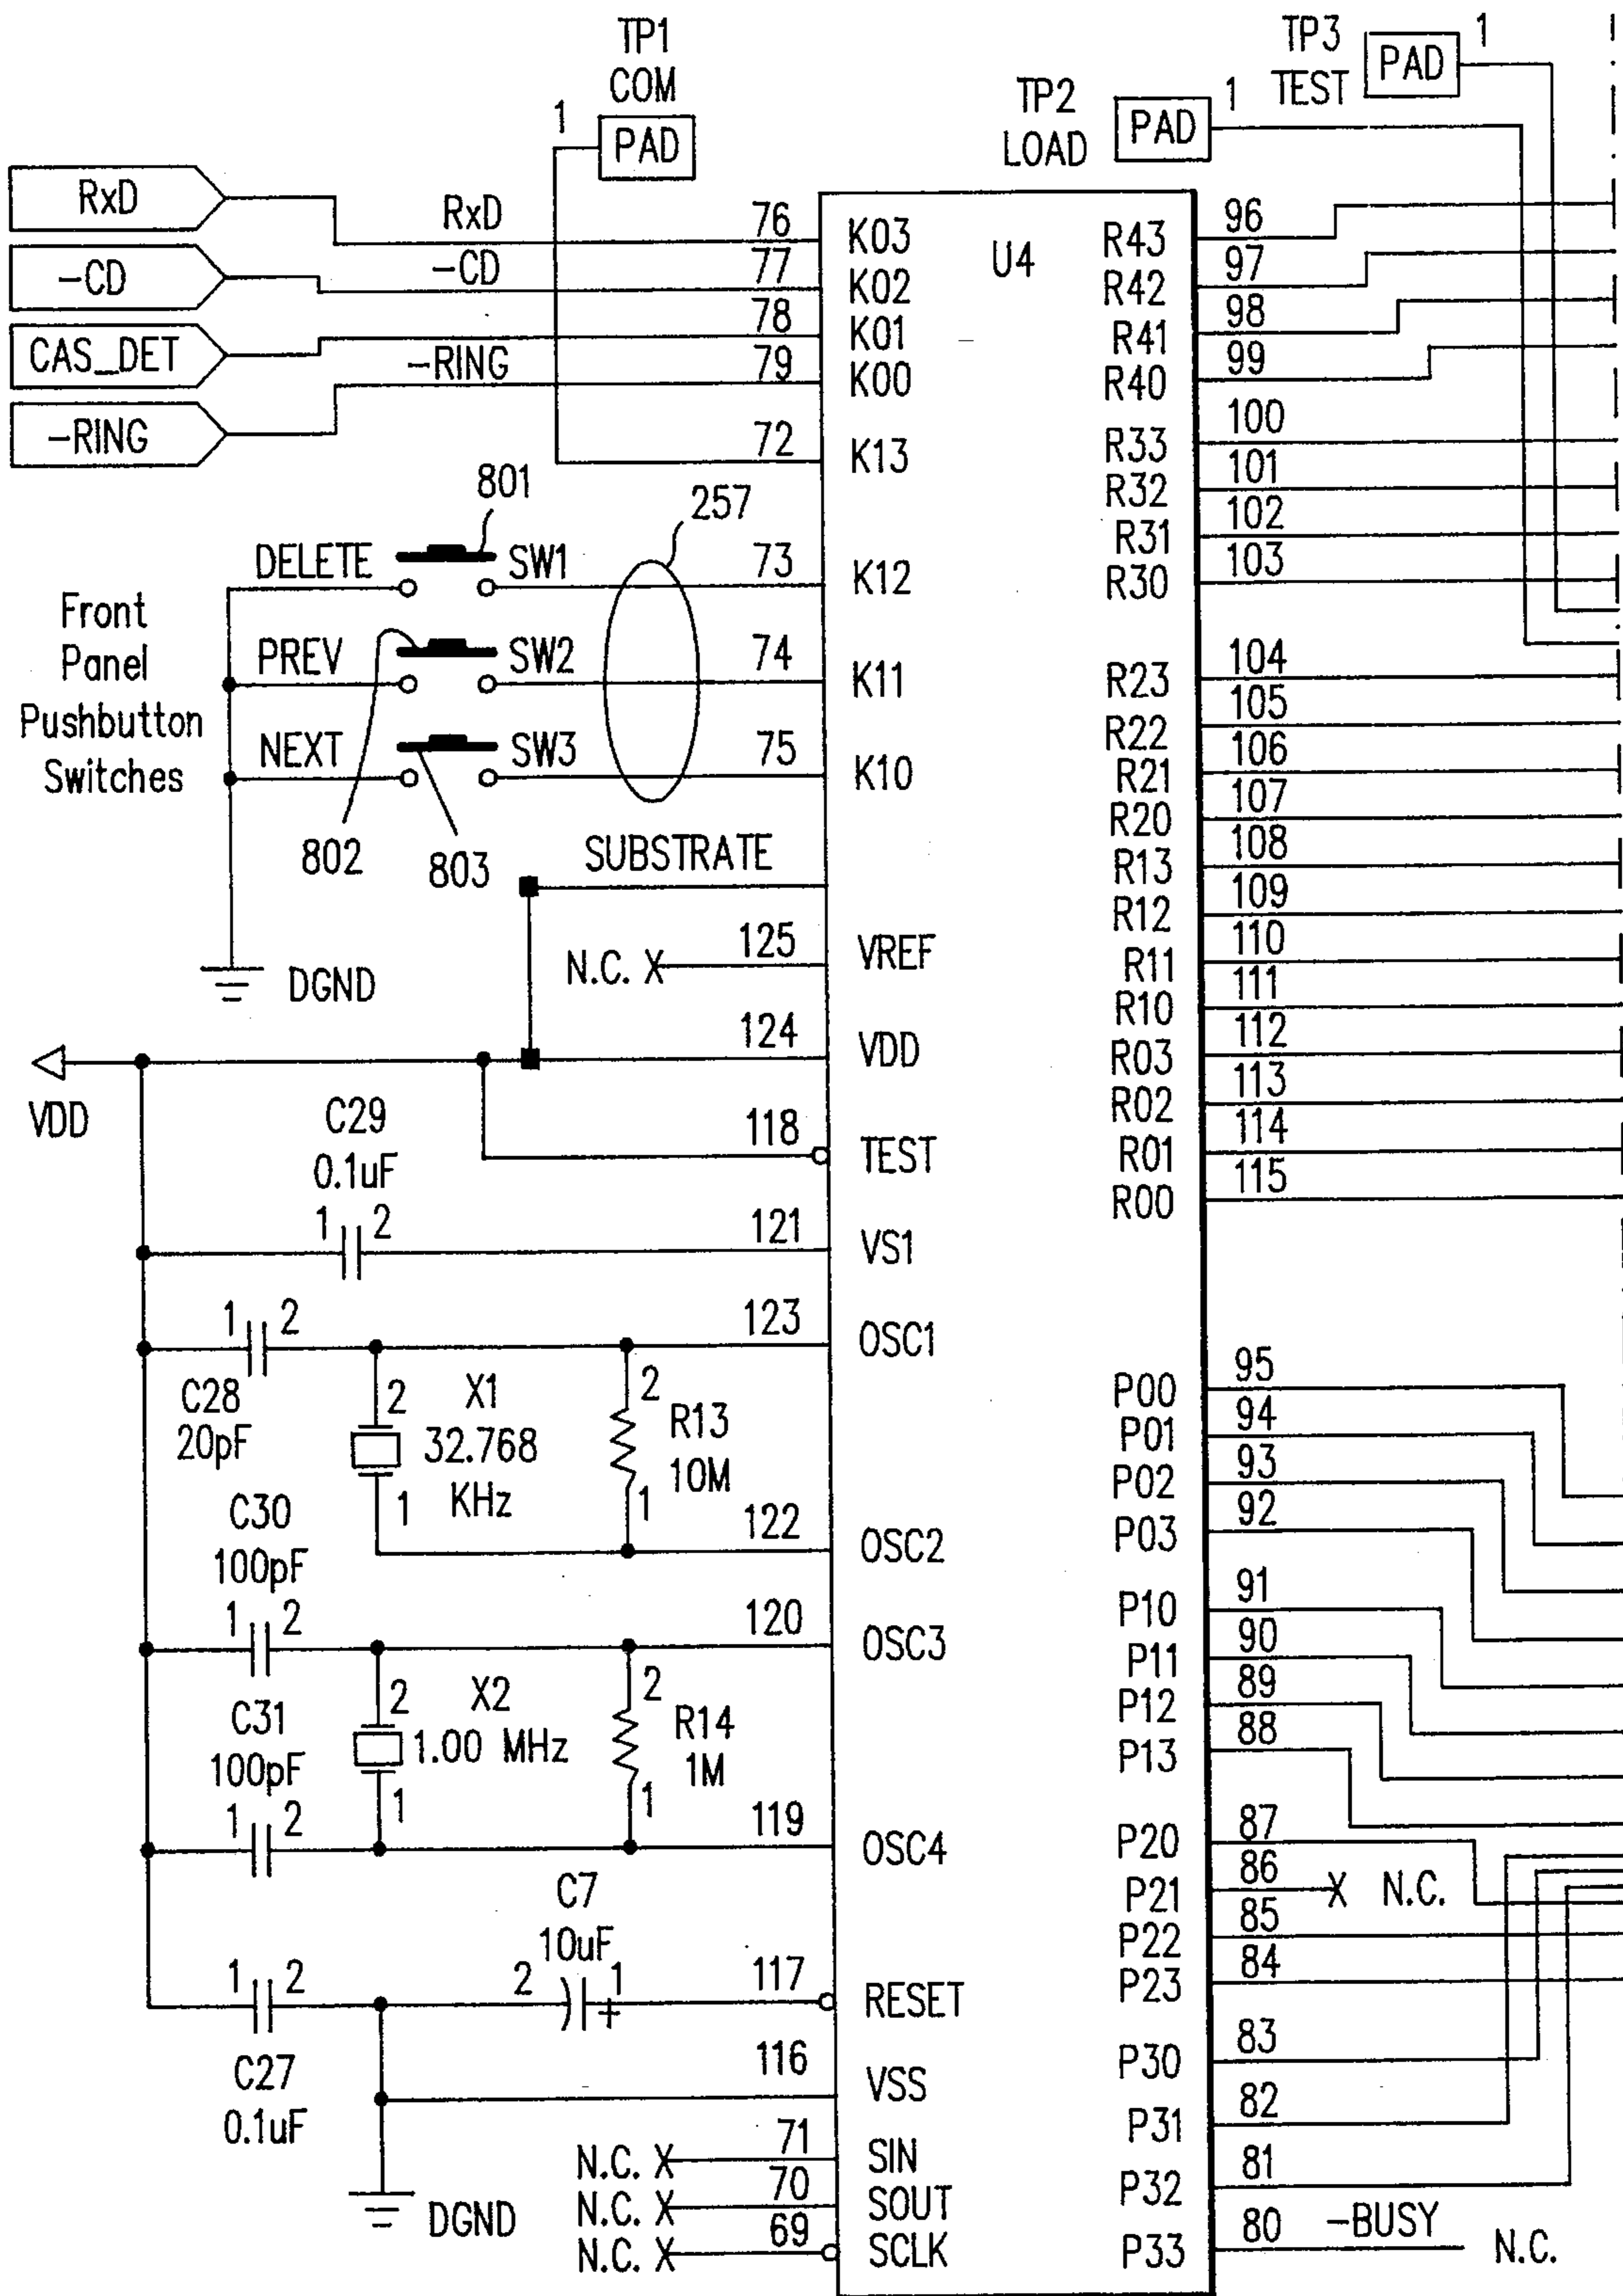 TP1
COM
1
PAD
TP2
LOAD
PAD
1
TP3
TEST
PAD
1
RxD
-CD
CAS_DET
-RING
RxD
-CD
-RING
76
77
78
79
72
K03
K02
K01
K00
K13
U4
801
257
DELETE
SW1
73
K12
PREV
SW2
74
K11
NEXT
SW3
75
K10
Front
Panel
Pushbutton
Switches
802
803
DGND
SUBSTRATE
N.C. X
125
VREF
124
VDD
VDD
118
TEST
C29
0.1uF
1
2
121
VS1
1
2
123
OSC1
C28
20pF
2
X1
32.768
KHz
1
2
R13
10M
1
122
OSC2
C30
100pF
1
2
120
OSC3
2
X2
1.00 MHz
1
2
R14
1M
1
C31
100pF
1
2
119
OSC4
C7
10uF
1
2
2
1
+
117
RESET
C27
0.1uF
116
VSS
DGND
N.C. X
71
SIN
N.C. X
70
SOUT
N.C. X
69
SCLK
R43
96
R42
97
R41
98
R40
99
R33
100
R32
101
R31
102
R30
103
R23
104
R22
105
R21
106
R20
107
R13
108
R12
109
R11
110
R10
111
R03
112
R02
113
R01
114
R00
115
P00
95
P01
94
P02
93
P03
92
P10
91
P11
90
P12
89
P13
88
P20
87
P21
86
X N.C.
P22
85
P23
84
P30
83
P31
82
P32
81
P33
80
-BUSY
N.C.